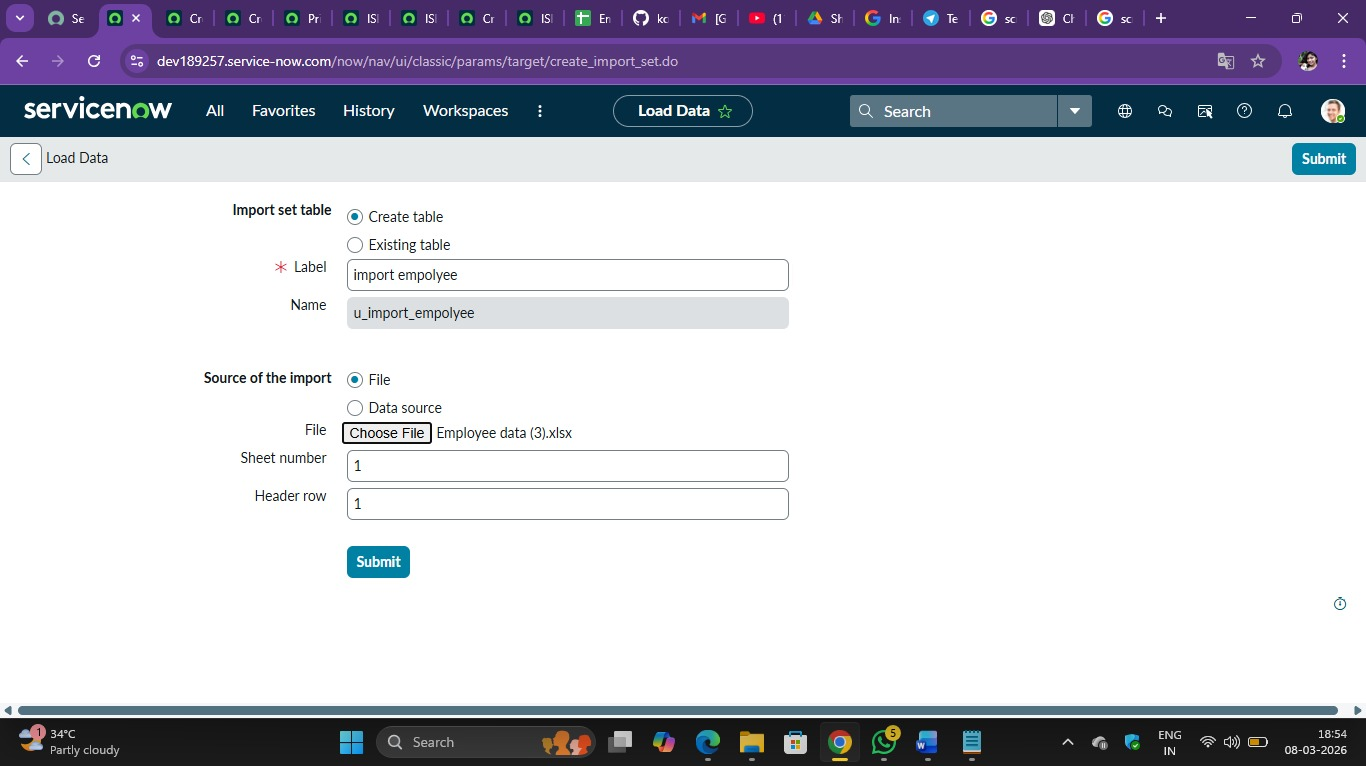 Se
Cr
Cr
Pr
ISI
ISI
Cr
ISI
En
kc
[G
(1
Sh
In
Te
sc
Ch
sc
dev189257.service-now.com/now/nav/ui/classic/params/target/create_import_set.do
servicenow All Favorites History Workspaces Load Data Search
Load Data Submit
Import set table Create table
Existing table
Label import empolyee
Name u_import_empolyee
Source of the import File
Data source
File Choose File Employee data (3).xlsx
Sheet number 1
Header row 1
Submit
1 34°C
Partly cloudy
Search
5
ENG
IN
18:54
08-03-2026